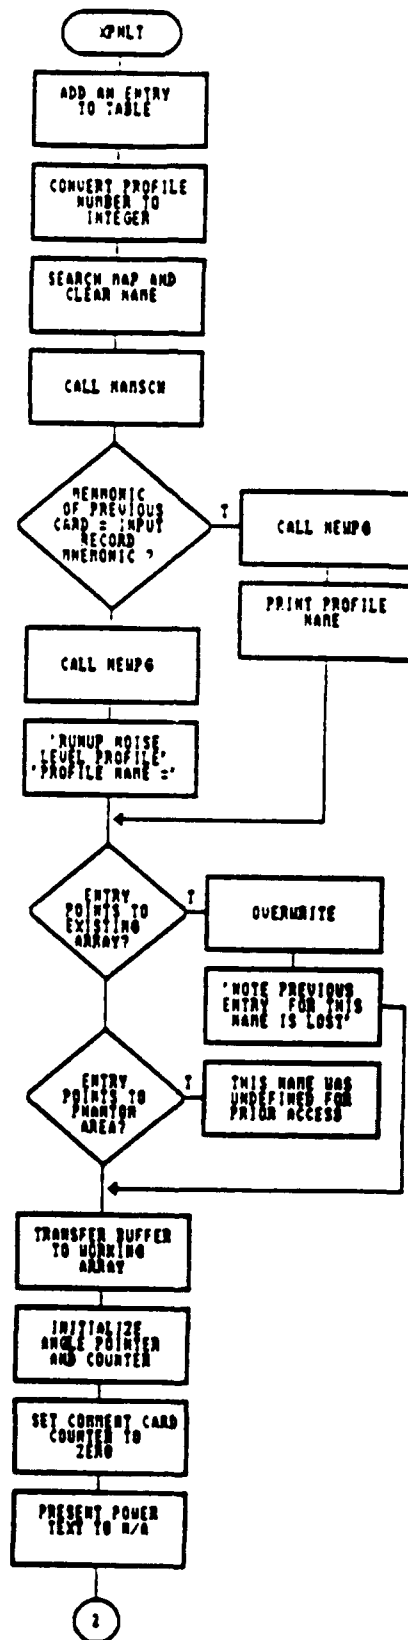 XPNLT
ADD AN ENTRY
TO TABLE
CONVERT PROFILE
NUMBER TO
INTEGER
SEARCH MAP AND
CLEAR NAME
CALL NAMSCN
MEMMONIC
OF PREVIOUS
CARD = INPUT
RECORD
MNEMONIC ?
T
CALL NEWPG
PRINT PROFILE
NAME
CALL NEWPG
'RUNUP NOISE
LEVEL PROFILE'
'PROFILE NAME ='
ENTRY
POINTS TO
EXISTING
ARRAY?
T
OVERWRITE
'NOTE PREVIOUS
ENTRY FOR THIS
NAME IS LOST'
ENTRY
POINTS TO
PHANTOM
AREA?
T
THIS NAME WAS
UNDEFINED FOR
PRIOR ACCESS
TRANSFER BUFFER
TO WORKING
ARRAY
INITIALIZE
ANGLE POINTER
AND COUNTER
SET COMMENT CARD
COUNTER TO
ZERO
PRESENT POWER
TEXT TO N/A
2